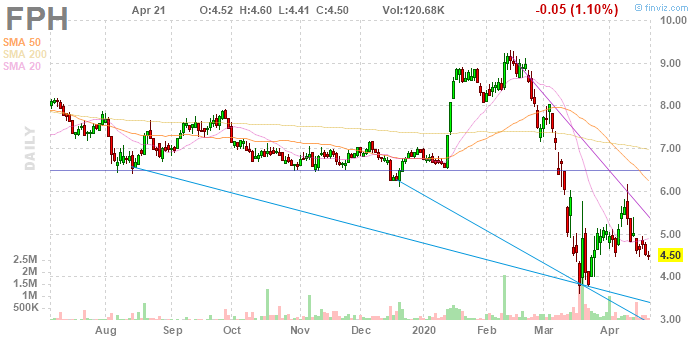 FPH Apr 21 O:4.52 H:4.60 L:4.41 C:4.50 Vol:120.68K -0.05 (1.10%) © finviz.com
SMA 50
SMA 200
SMA 20
DAILY
10.00
9.00
8.00
7.00
6.00
5.00
4.50
4.00
3.00
2.5M
2M
1.5M
1M
500K
Aug Sep Oct Nov Dec 2020 Feb Mar Apr